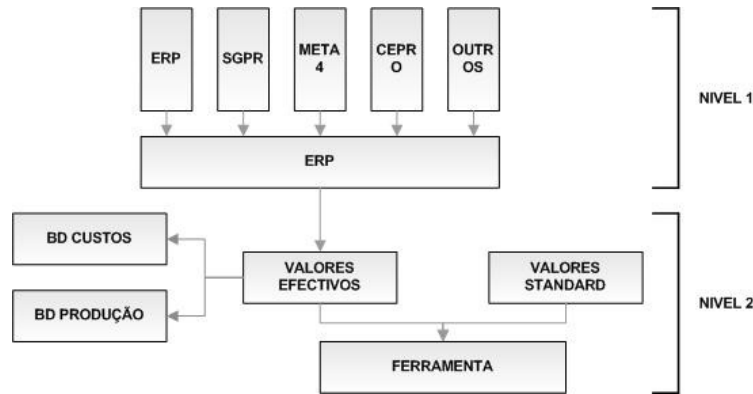 ERP
SGPR
META
4
CEPR
O
OUTR
OS
NIVEL 1
ERP
BD CUSTOS
VALORES
EFECTIVOS
VALORES
STANDARD
BD PRODUÇÃO
NIVEL 2
FERRAMENTA